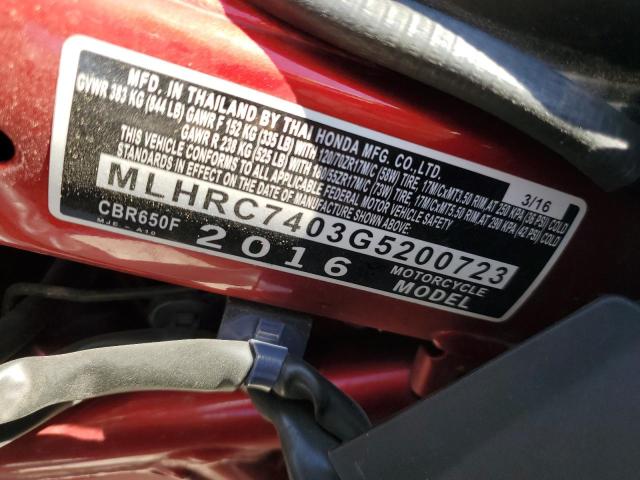 MFD. IN THAILAND BY THAI HONDA MFG. CO., LTD. 3/16
GVWR 383 KG (844 LB) GAWR F 152 KG (335 LB) WITH 120/70ZR17M/C (58W) TIRE, 17M/CxMT3.50 RIM AT 250 KPA (36 PSI) COLD
GAWR R 238 KG (525 LB) WITH 180/55ZR17M/C (73W) TIRE, 17M/CxMT5.50 RIM AT 290 KPA (42 PSI) COLD
THIS VEHICLE CONFORMS TO ALL APPLICABLE FEDERAL MOTOR VEHICLE SAFETY STANDARDS
IN EFFECT ON THE DATE OF MANUFACTURE SHOWN ABOVE.
MLHRC7403G5200723
CBR650F 2016 MOTORCYCLE
MODEL